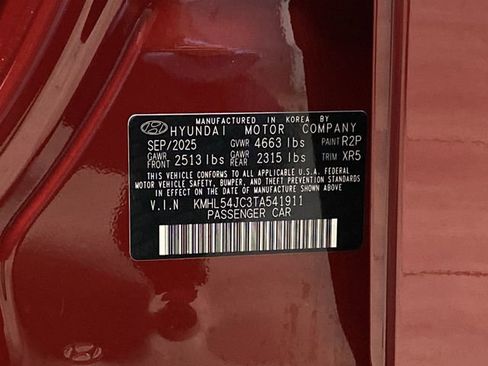 MANUFACTURED IN KOREA BY
HYUNDAI MOTOR COMPANY
SEP/2025 GVWR 4663 lbs PAINT R2P
GAWR FRONT 2513 lbs GAWR REAR 2315 lbs TRIM XR5
THIS VEHICLE CONFORMS TO ALL APPLICABLE U.S. FEDERAL
MOTOR VEHICLE SAFETY, BUMPER, AND THEFT PREVENTION STANDARDS
IN EFFECT ON THE DATE OF MANUFACTURE SHOWN ABOVE.
V.I.N KMHL54JC3TA541911
PASSENGER CAR